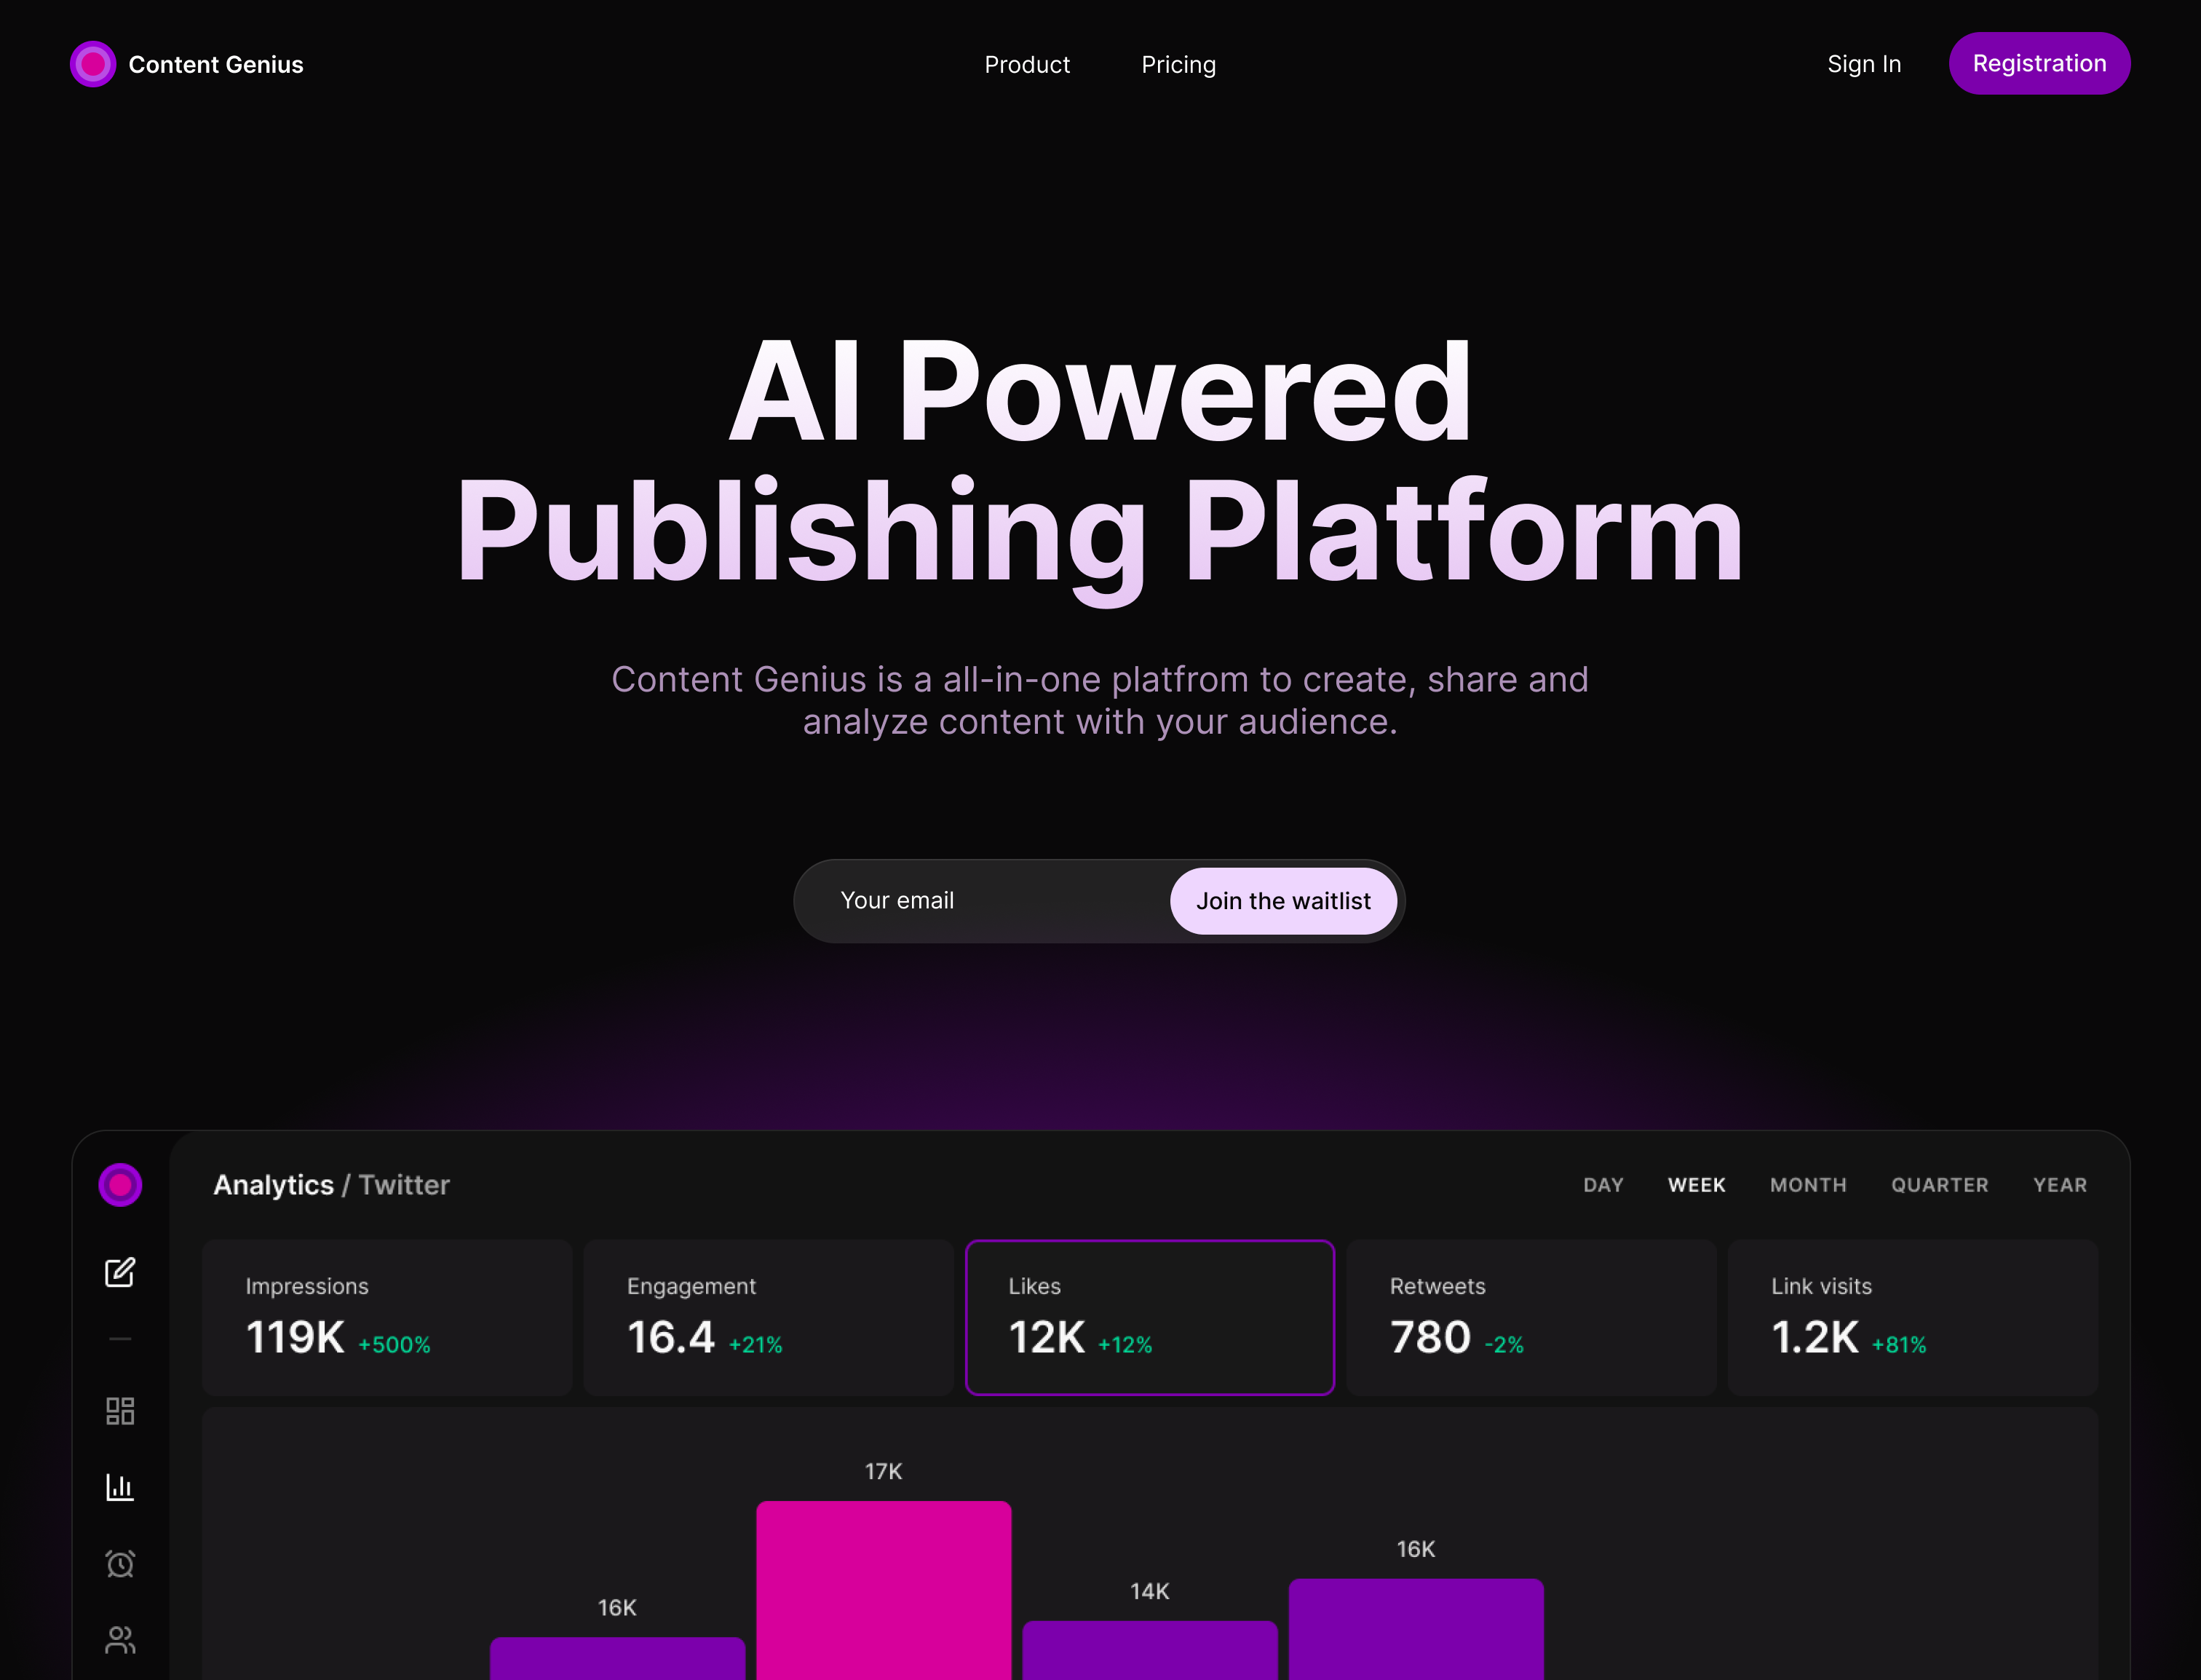 Content Genius
Product
Pricing
Sign In
Registration
AI Powered
Publishing Platform
Content Genius is a all-in-one platfrom to create, share and
analyze content with your audience.
Your email
Join the waitlist
Analytics / Twitter
DAY
WEEK
MONTH
QUARTER
YEAR
Impressions
119K +500%
Engagement
16.4 +21%
Likes
12K +12%
Retweets
780 -2%
Link visits
1.2K +81%
17K
16K
14K
16K